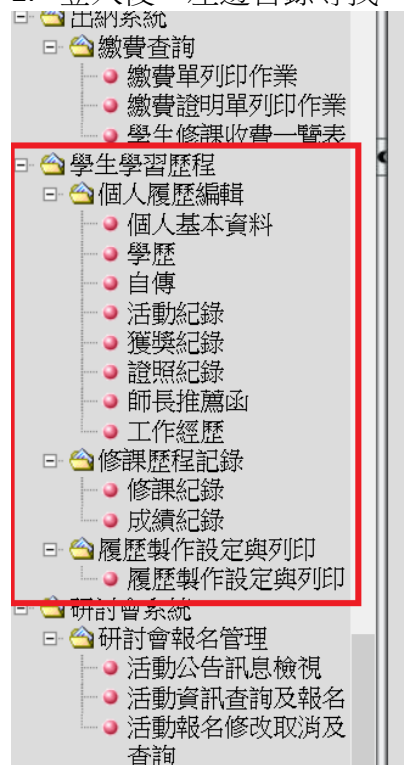 出納系統
繳費查詢
繳費單列印作業
繳費證明單列印作業
學生修課收費一覽表
學生學習歷程
個人履歷編輯
個人基本資料
學歷
自傳
活動紀錄
獲獎紀錄
證照紀錄
師長推薦函
工作經歷
修課歷程記錄
修課紀錄
成績紀錄
履歷製作設定與列印
履歷製作設定與列印
研討會系統
研討會報名管理
活動公告訊息檢視
活動資訊查詢及報名
活動報名修改取消及
查詢